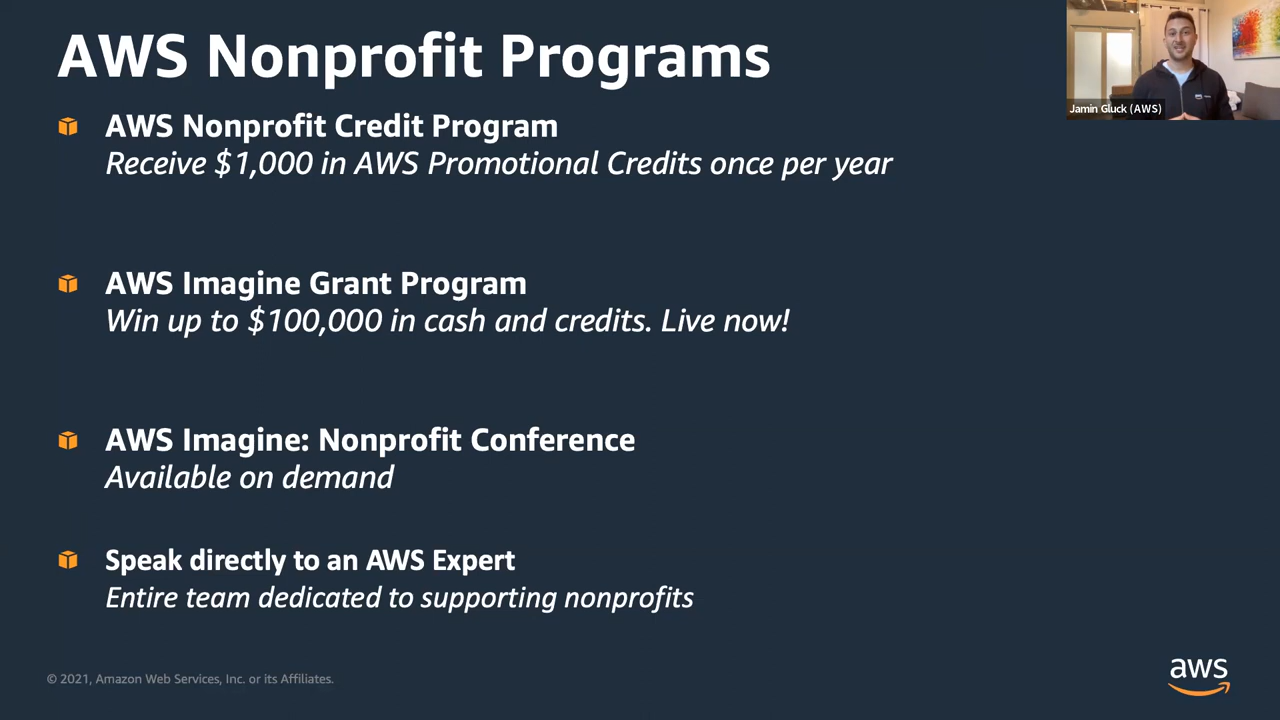 AWS Nonprofit Programs
Jamin Gluck (AWS)
AWS Nonprofit Credit Program
Receive $1,000 in AWS Promotional Credits once per year
AWS Imagine Grant Program
Win up to $100,000 in cash and credits. Live now!
AWS Imagine: Nonprofit Conference
Available on demand
Speak directly to an AWS Expert
Entire team dedicated to supporting nonprofits
© 2021, Amazon Web Services, Inc. or its Affiliates.
aws